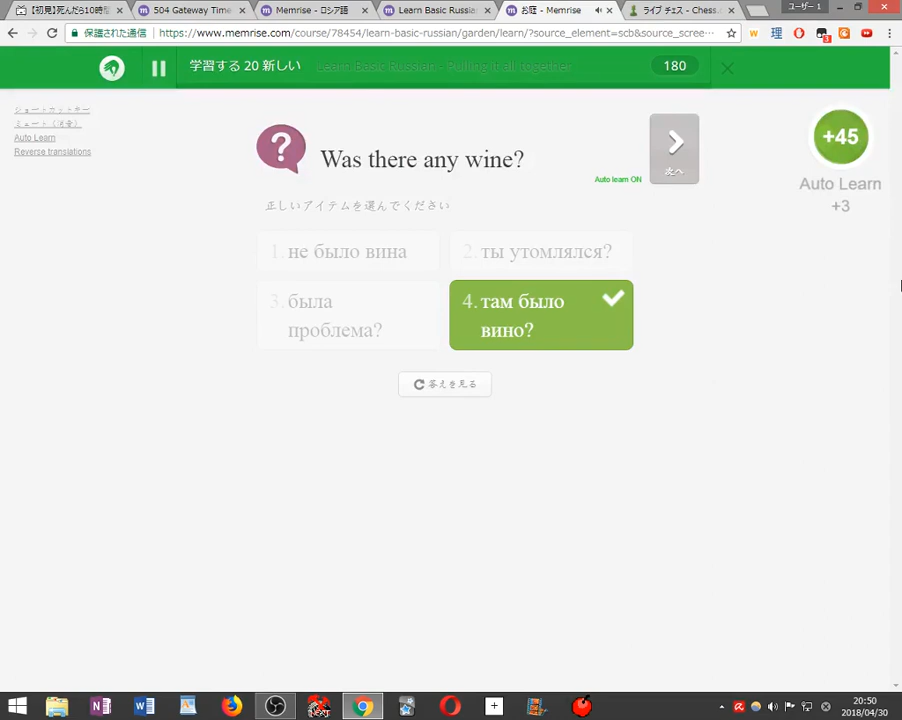 【初見】死んだら10時間
504 Gateway Time
Memrise - ロシア語
Learn Basic Russian
お庭 - Memrise
ライブ チェス - Chess.c
ユーザー 1
保護された通信
https://www.memrise.com/course/78454/learn-basic-russian/garden/learn/?source_element=scb&source_scree…
学習する 20 新しい
Learn Basic Russian - Pulling it all together
180
ショートカットキー
ミュート（消音）
Auto Learn
Reverse translations
Was there any wine?
次へ
Auto learn ON
+45
Auto Learn
+3
正しいアイテムを選んでください
1. не было вина
2. ты утомлялся?
3. была
проблема?
4. там было
вино?
答えを見る
20:50
2018/04/30